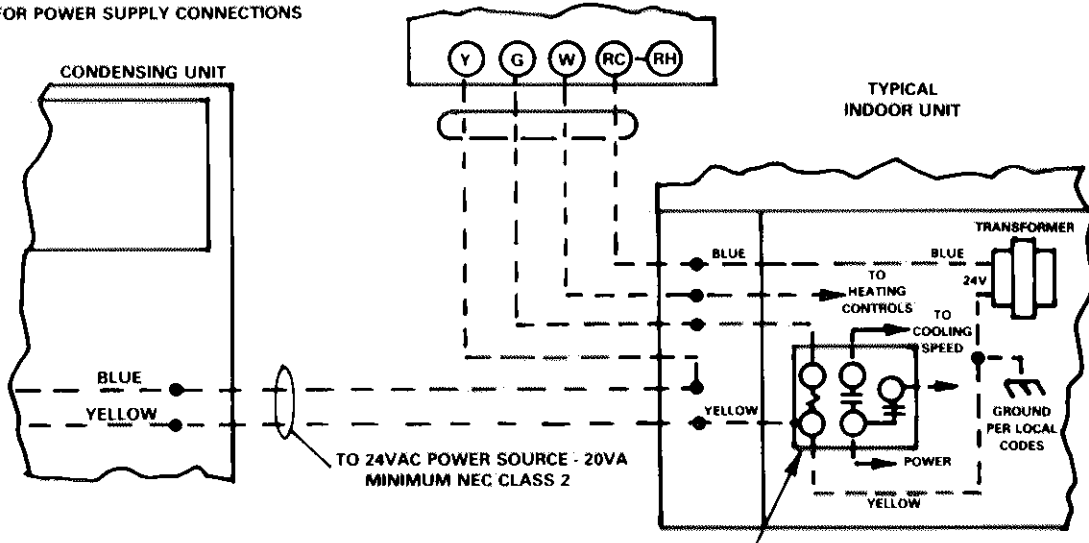 FOR POWER SUPPLY CONNECTIONS
CONDENSING UNIT
Y G W RC RH
TYPICAL
INDOOR UNIT
TRANSFORMER
BLUE
BLUE
24V
TO
HEATING
CONTROLS
TO
COOLING
SPEED
BLUE
YELLOW
YELLOW
GROUND
PER LOCAL
CODES
POWER
YELLOW
TO 24VAC POWER SOURCE - 20VA
MINIMUM NEC CLASS 2